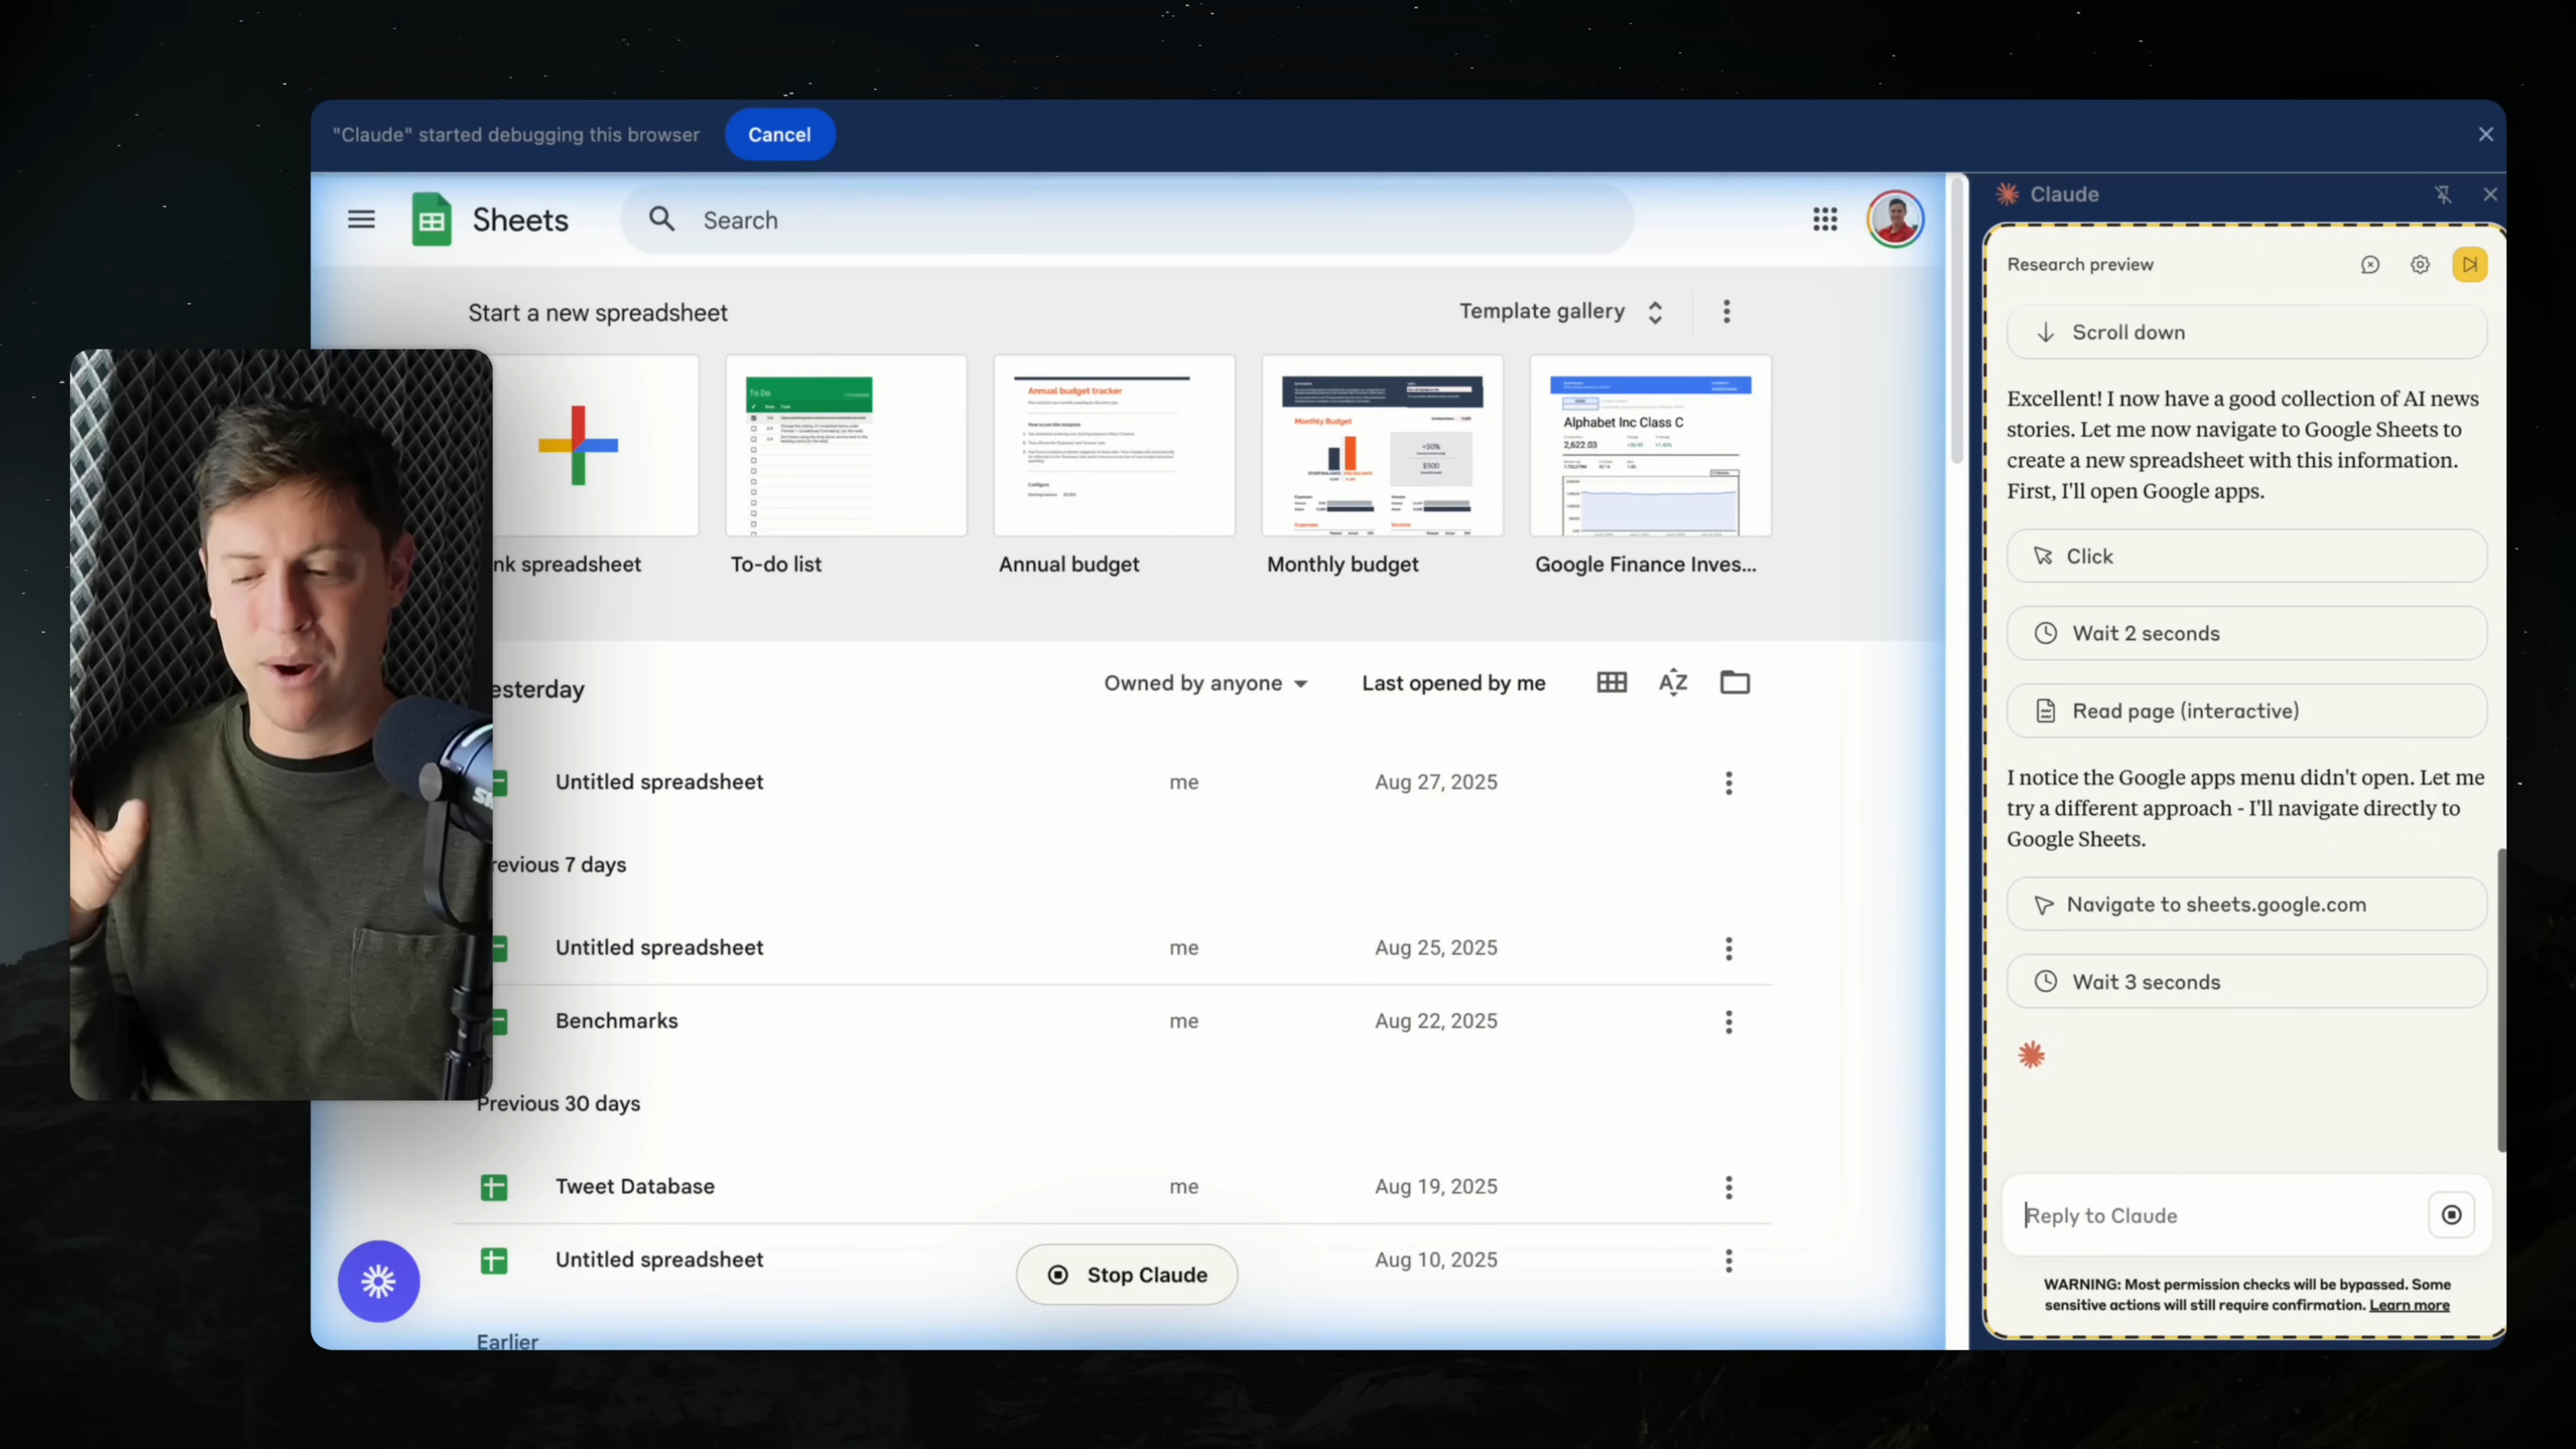 "Claude" started debugging this browser
Cancel
Sheets
Search
Start a new spreadsheet
Template gallery
To Do
Annual budget tracker
Monthly Budget
+50%
$500
Alphabet Inc Class C
2,622.03
nk spreadsheet
To-do list
Annual budget
Monthly budget
Google Finance Inves...
esterday
Owned by anyone
Last opened by me
AZ
Untitled spreadsheet
me
Aug 27, 2025
revious 7 days
Untitled spreadsheet
me
Aug 25, 2025
Benchmarks
me
Aug 22, 2025
Previous 30 days
Tweet Database
me
Aug 19, 2025
Untitled spreadsheet
Aug 10, 2025
Stop Claude
Earlier
Claude
Research preview
Scroll down
Excellent! I now have a good collection of AI news
stories. Let me now navigate to Google Sheets to
create a new spreadsheet with this information.
First, I'll open Google apps.
Click
Wait 2 seconds
Read page (interactive)
I notice the Google apps menu didn't open. Let me
try a different approach - I'll navigate directly to
Google Sheets.
Navigate to sheets.google.com
Wait 3 seconds
Reply to Claude
WARNING: Most permission checks will be bypassed. Some
sensitive actions will still require confirmation. Learn more